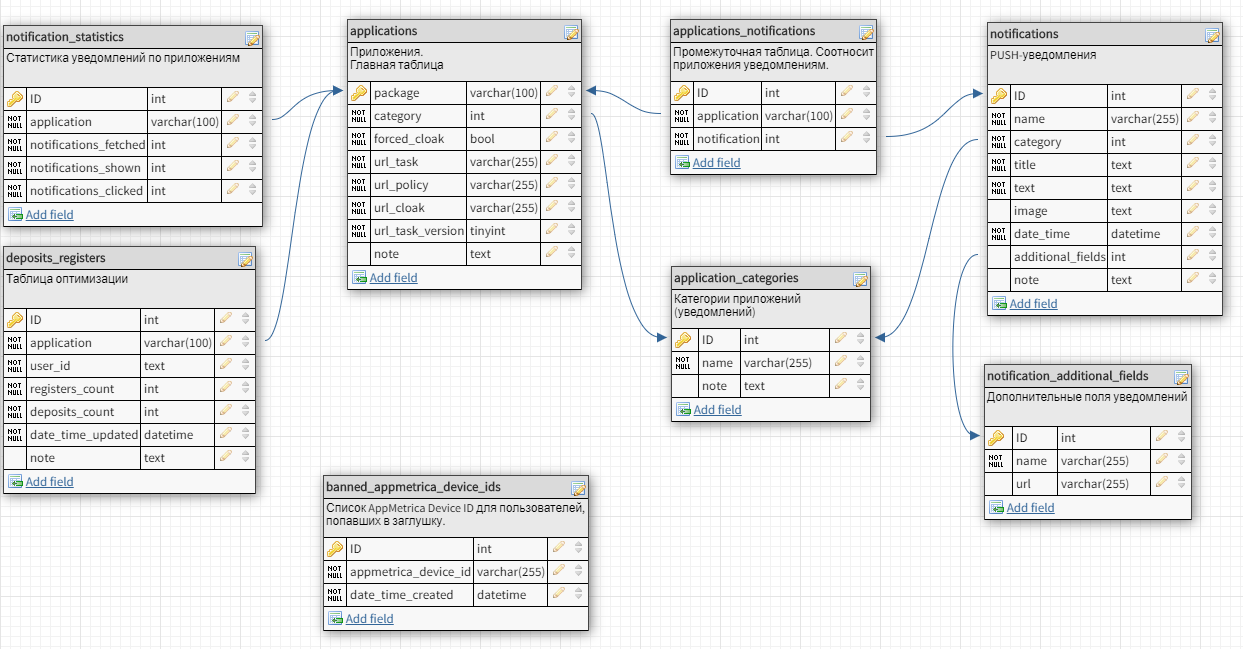 notification_statistics
Статистика уведомлений по приложениям
ID int
NOT NULL application varchar(100)
NOT NULL notifications_fetched int
NOT NULL notifications_shown int
NOT NULL notifications_clicked int
Add field
deposits_registers
Таблица оптимизации
ID int
NOT NULL application varchar(100)
NOT NULL user_id text
NOT NULL registers_count int
NOT NULL deposits_count int
NOT NULL date_time_updated datetime
note text
Add field
applications
Приложения.
Главная таблица
package varchar(100)
NOT NULL category int
NOT NULL forced_cloak bool
NOT NULL url_task varchar(255)
NOT NULL url_policy varchar(255)
NOT NULL url_cloak varchar(255)
NOT NULL url_task_version tinyint
note text
Add field
banned_appmetrica_device_ids
Список AppMetrica Device ID для пользователей,
попавших в заглушку.
ID int
NOT NULL appmetrica_device_id varchar(255)
NOT NULL date_time_created datetime
Add field
applications_notifications
Промежуточная таблица. Соотносит
приложения уведомлениям.
ID int
NOT NULL application varchar(100)
NOT NULL notification int
Add field
application_categories
Категории приложений
(уведомлений)
ID int
NOT NULL name varchar(255)
note text
Add field
notifications
PUSH-уведомления
ID int
NOT NULL name varchar(255)
NOT NULL category int
NOT NULL title text
NOT NULL text text
image text
NOT NULL date_time datetime
additional_fields int
note text
Add field
notification_additional_fields
Дополнительные поля уведомлений
ID int
NOT NULL name varchar(255)
url varchar(255)
Add field